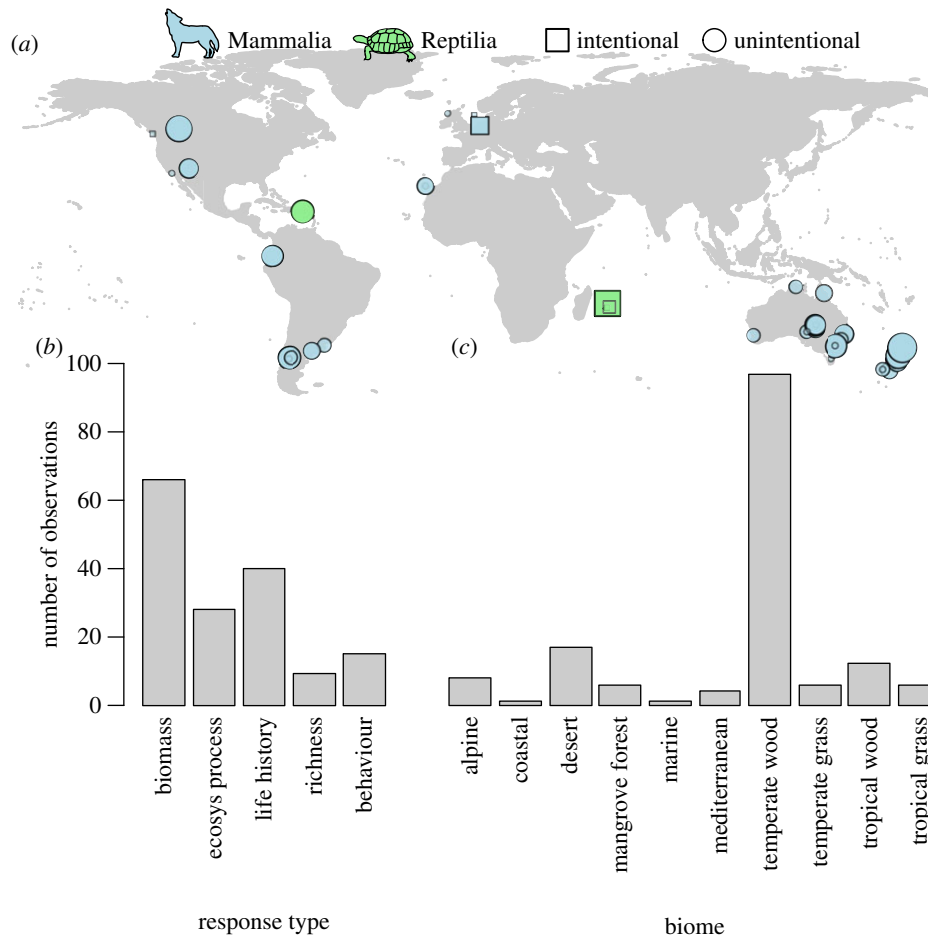 (a)
Mammalia
Reptilia
intentional
unintentional
(b)
(c)
number of observations
100
80
60
40
20
0
biomass
ecosys process
life history
richness
behaviour
response type
alpine
coastal
desert
mangrove forest
marine
mediterranean
temperate wood
temperate grass
tropical wood
tropical grass
biome